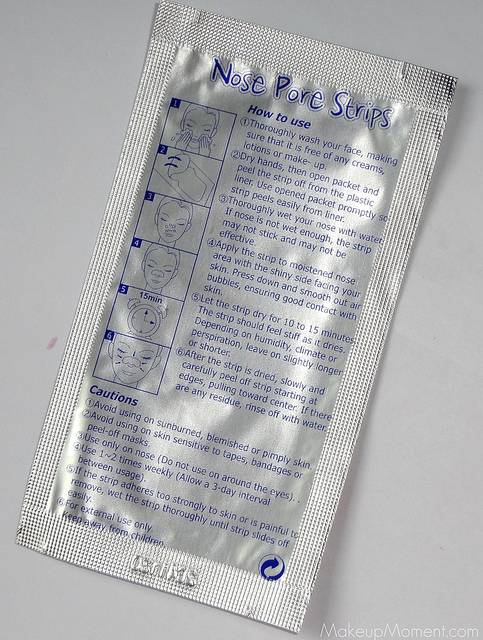 Nose Pore Strips
How to use
①Thoroughly wash your face, making
sure that it is free of any creams,
lotions or make- up.
②Dry hands, then open packet and
peel the strip off from the plastic
liner. Use opened packet promptly so
strip peels easily from liner.
③Thoroughly wet your nose with water.
If nose is not wet enough, the strip
may not stick and may not be
effective.
④Apply the strip to moistened nose
area with the shiny side facing your
skin. Press down and smooth out air
bubbles, ensuring good contact with
skin.
⑤Let the strip dry for 10 to 15 minutes.
The strip should feel stiff as it dries.
Depending on humidity, climate or
perspiration, leave on slightly longer
or shorter.
⑥After the strip is dried, slowly and
carefully peel off strip starting at
edges, pulling toward center. If there
are any residue, rinse off with water.
1
2
3
4
5
15min
6
Cautions
①Avoid using on sunburned, blemished or pimply skin.
②Avoid using on skin sensitive to tapes, bandages or
peel-off masks.
③Use only on nose (Do not use on around the eyes).
④Use 1~2 times weekly (Allow a 3-day interval
between usage).
⑤If the strip adheres too strongly to skin or is painful to
remove, wet the strip thoroughly until strip slides off
easily.
⑥For external use only.
Keep away from children.
MakeupMoment.com